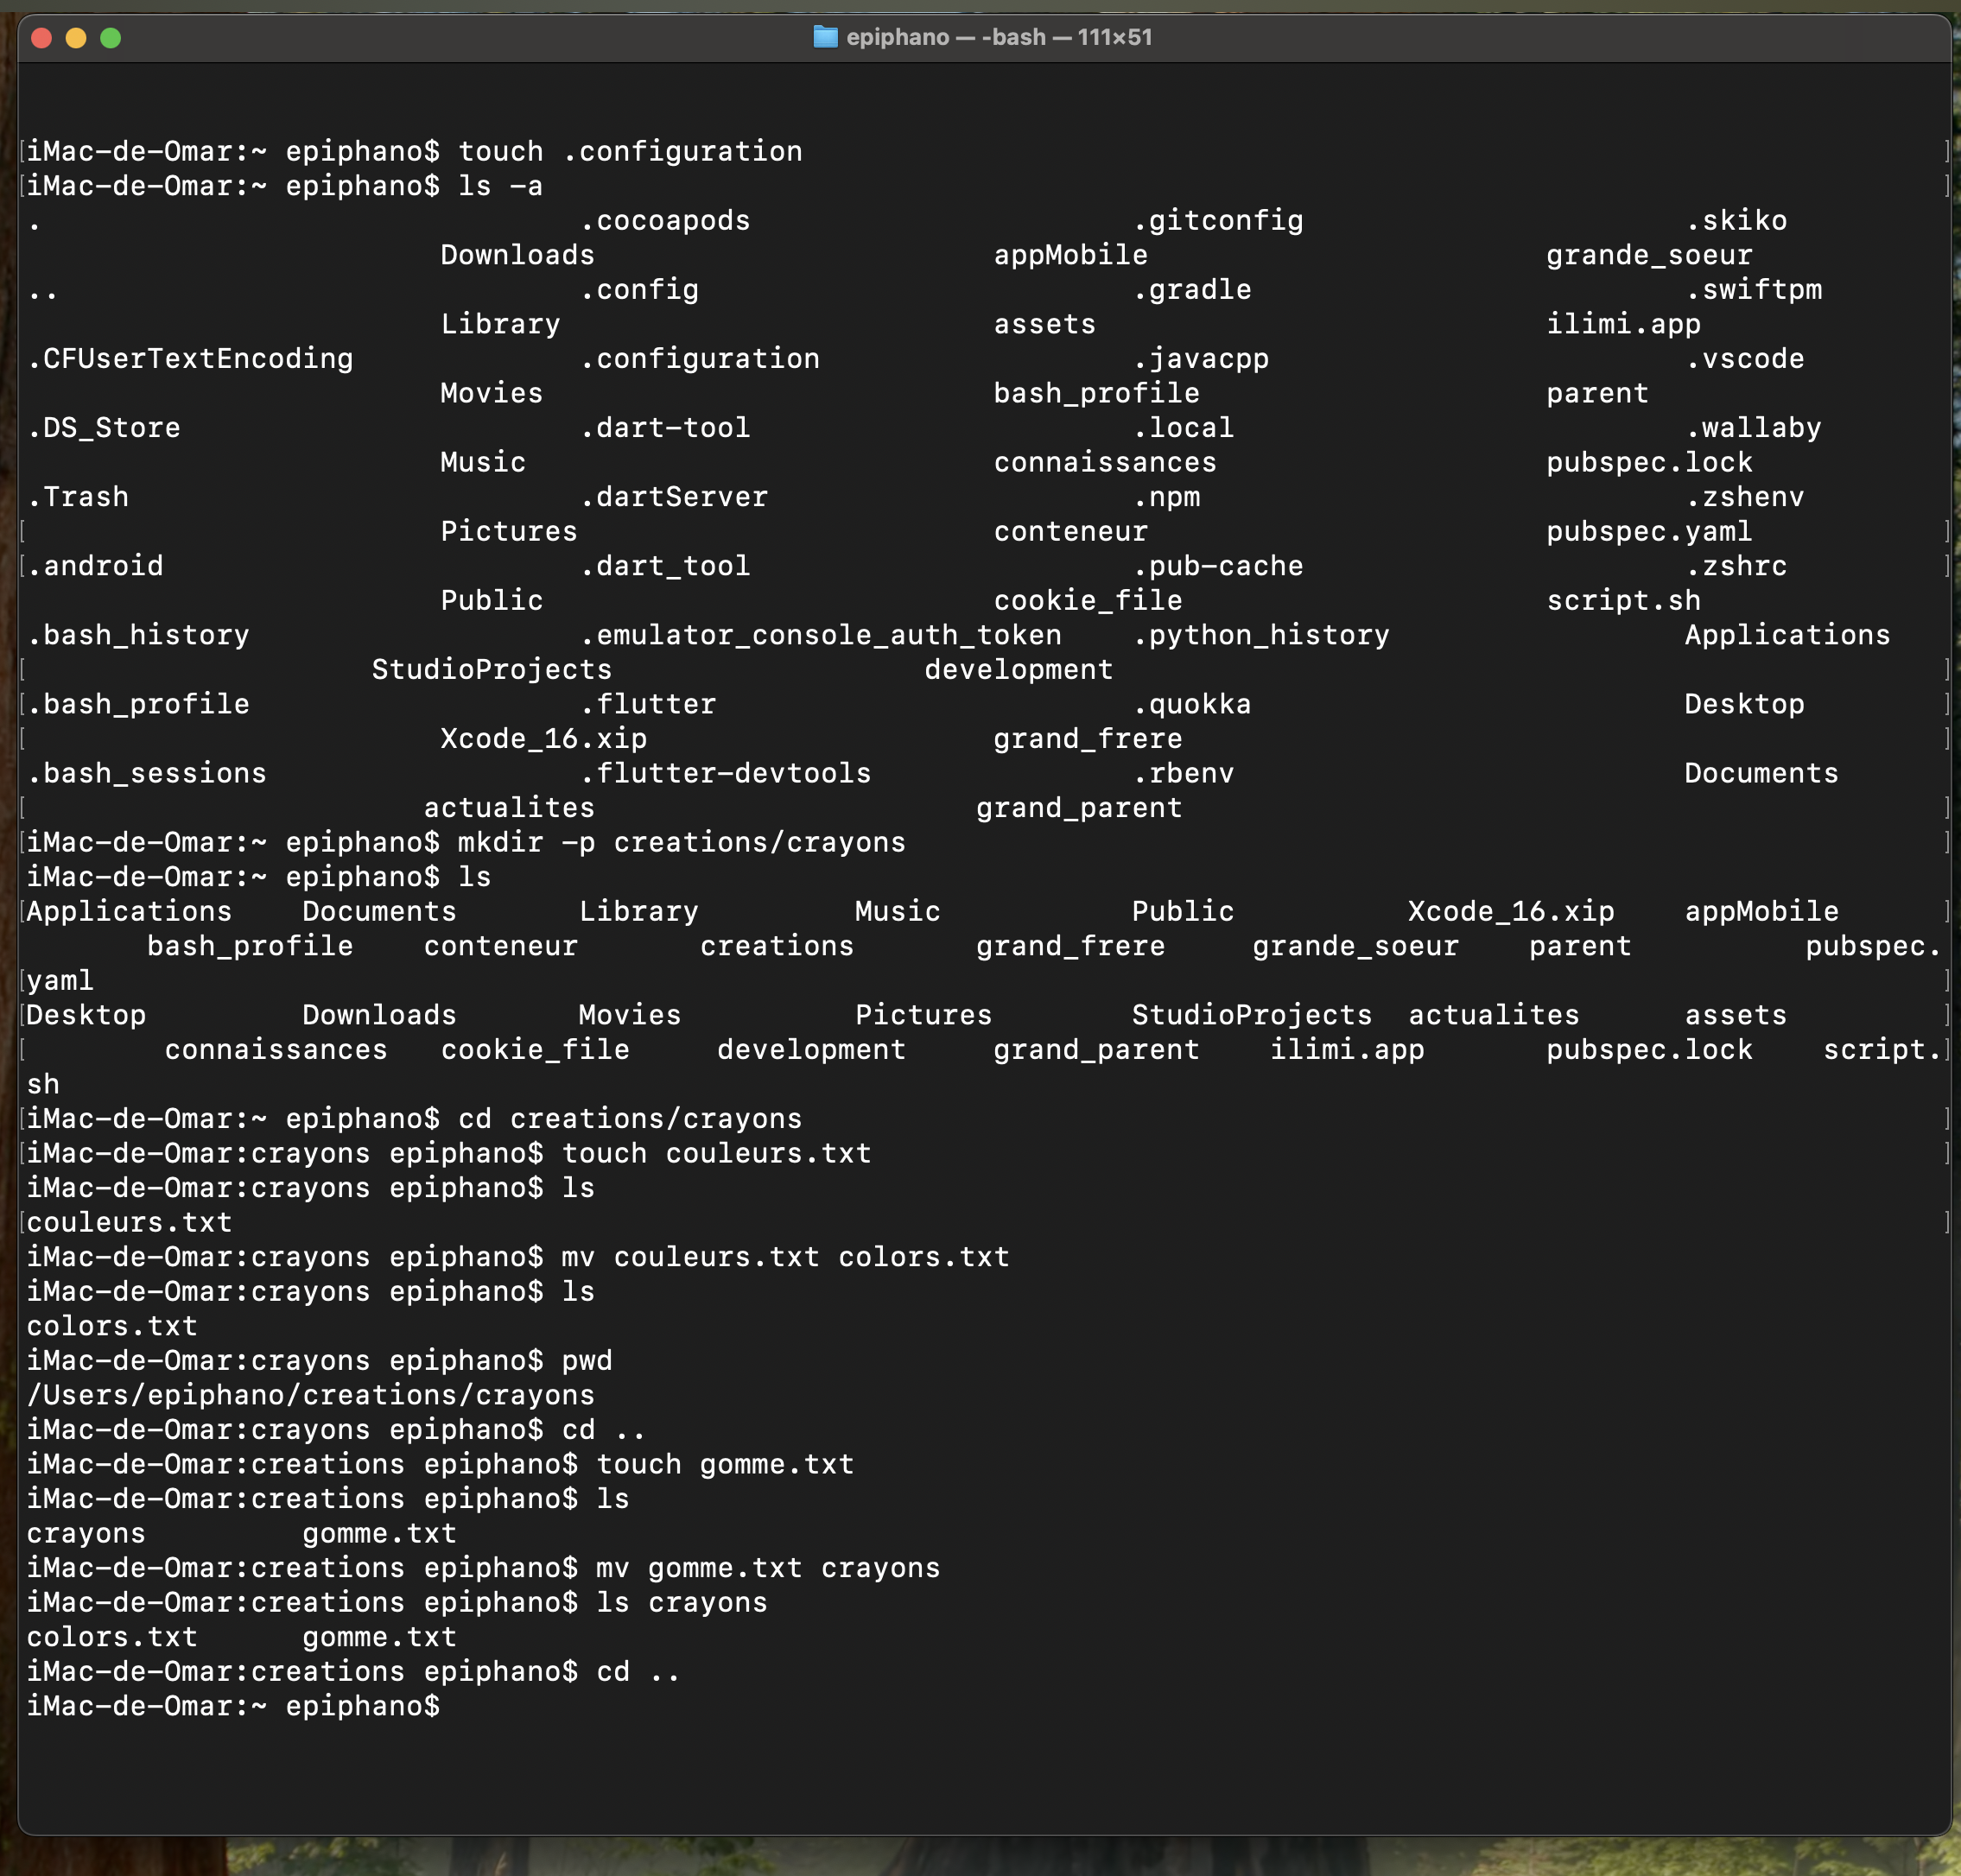 epiphano — -bash — 111×51
iMac-de-Omar:~ epiphano$ touch .configuration
iMac-de-Omar:~ epiphano$ ls -a
. .cocoapods .gitconfig .skiko
Downloads appMobile grande_soeur
.. .config .gradle .swiftpm
Library assets ilimi.app
.CFUserTextEncoding .configuration .javacpp .vscode
Movies bash_profile parent
.DS_Store .dart-tool .local .wallaby
Music connaissances pubspec.lock
.Trash .dartServer .npm .zshenv
Pictures conteneur pubspec.yaml
.android .dart_tool .pub-cache .zshrc
Public cookie_file script.sh
.bash_history .emulator_console_auth_token .python_history Applications
StudioProjects development
.bash_profile .flutter .quokka Desktop
Xcode_16.xip grand_frere
.bash_sessions .flutter-devtools .rbenv Documents
actualites grand_parent
iMac-de-Omar:~ epiphano$ mkdir -p creations/crayons
iMac-de-Omar:~ epiphano$ ls
Applications Documents Library Music Public Xcode_16.xip appMobile
bash_profile conteneur creations grand_frere grande_soeur parent pubspec.
yaml
Desktop Downloads Movies Pictures StudioProjects actualites assets
connaissances cookie_file development grand_parent ilimi.app pubspec.lock script.
sh
iMac-de-Omar:~ epiphano$ cd creations/crayons
iMac-de-Omar:crayons epiphano$ touch couleurs.txt
iMac-de-Omar:crayons epiphano$ ls
couleurs.txt
iMac-de-Omar:crayons epiphano$ mv couleurs.txt colors.txt
iMac-de-Omar:crayons epiphano$ ls
colors.txt
iMac-de-Omar:crayons epiphano$ pwd
/Users/epiphano/creations/crayons
iMac-de-Omar:crayons epiphano$ cd ..
iMac-de-Omar:creations epiphano$ touch gomme.txt
iMac-de-Omar:creations epiphano$ ls
crayons gomme.txt
iMac-de-Omar:creations epiphano$ mv gomme.txt crayons
iMac-de-Omar:creations epiphano$ ls crayons
colors.txt gomme.txt
iMac-de-Omar:creations epiphano$ cd ..
iMac-de-Omar:~ epiphano$